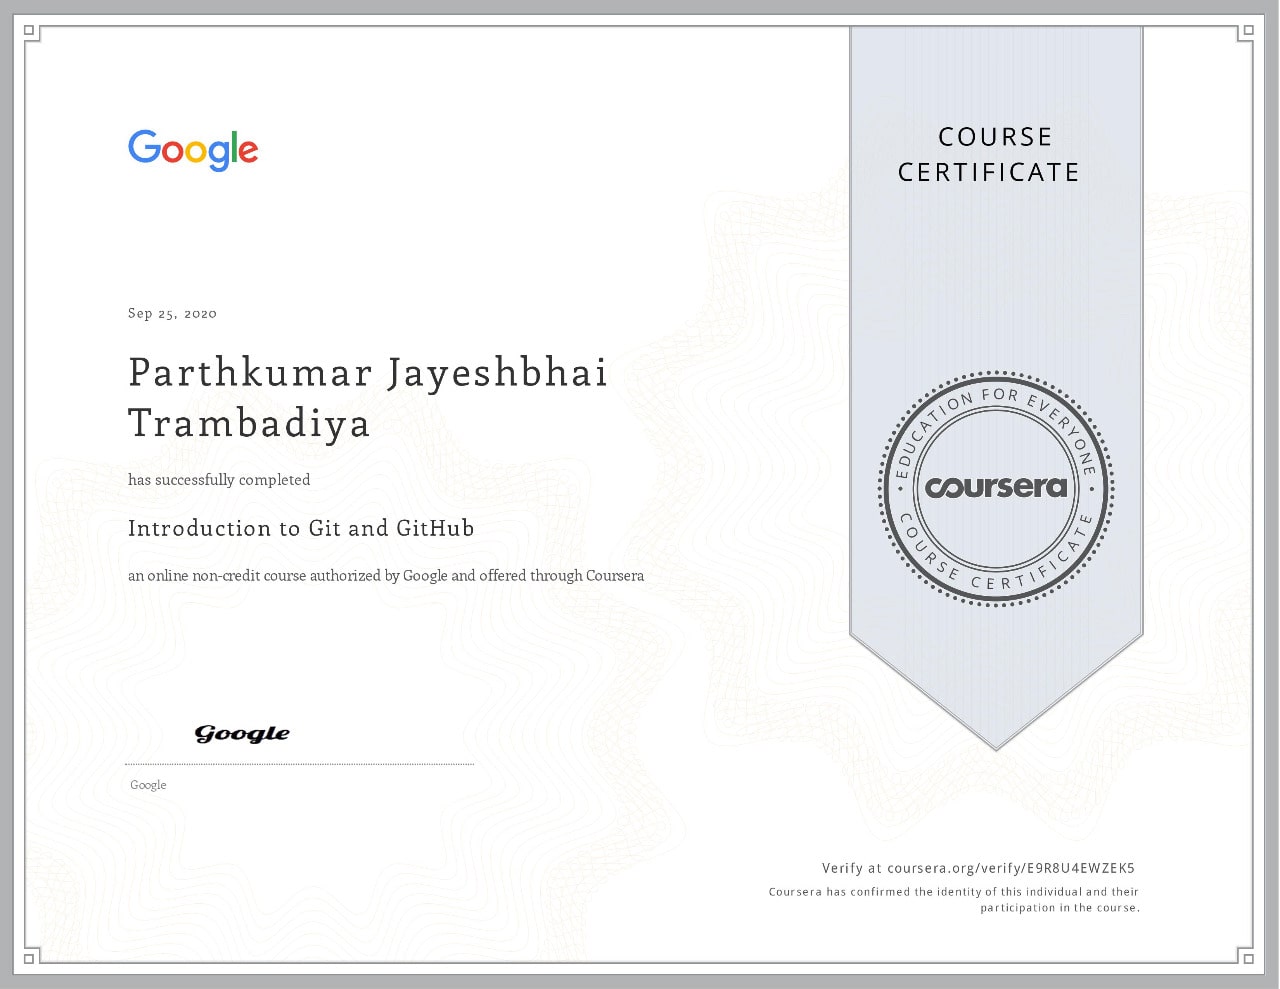 Google
COURSE
CERTIFICATE
Sep 25, 2020
Parthkumar Jayeshbhai
Trambadiya
has successfully completed
Introduction to Git and GitHub
an online non-credit course authorized by Google and offered through Coursera
EDUCATION FOR EVERYONE
coursera
COURSE CERTIFICATE
Google
Google
Verify at coursera.org/verify/E9R8U4EWZEK5
Coursera has confirmed the identity of this individual and their
participation in the course.